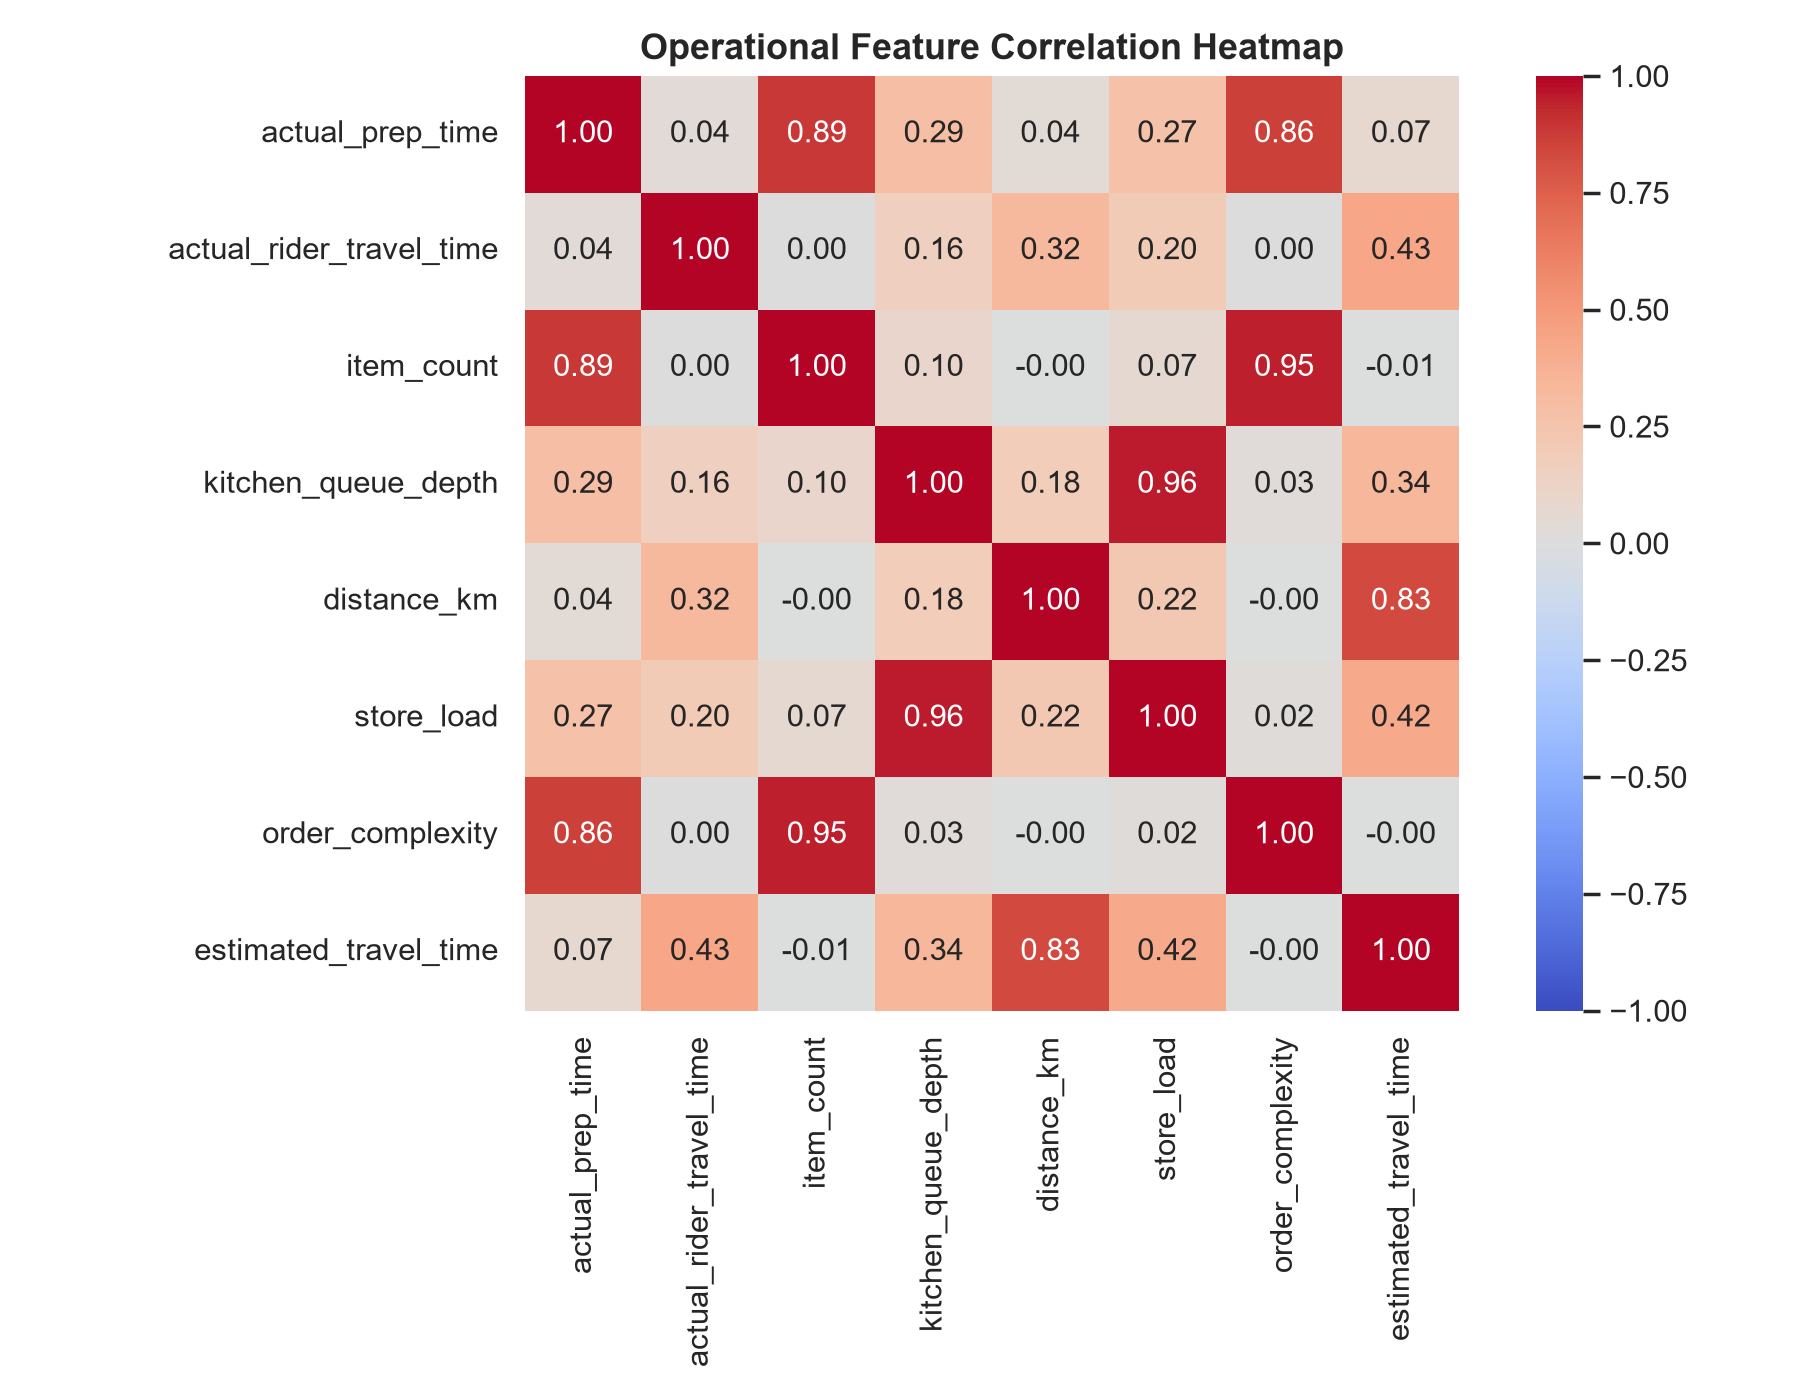 Operational Feature Correlation Heatmap
actual_prep_time 1.00 0.04 0.89 0.29 0.04 0.27 0.86 0.07
actual_rider_travel_time 0.04 1.00 0.00 0.16 0.32 0.20 0.00 0.43
item_count 0.89 0.00 1.00 0.10 -0.00 0.07 0.95 -0.01
kitchen_queue_depth 0.29 0.16 0.10 1.00 0.18 0.96 0.03 0.34
distance_km 0.04 0.32 -0.00 0.18 1.00 0.22 -0.00 0.83
store_load 0.27 0.20 0.07 0.96 0.22 1.00 0.02 0.42
order_complexity 0.86 0.00 0.95 0.03 -0.00 0.02 1.00 -0.00
estimated_travel_time 0.07 0.43 -0.01 0.34 0.83 0.42 -0.00 1.00
actual_prep_time
actual_rider_travel_time
item_count
kitchen_queue_depth
distance_km
store_load
order_complexity
estimated_travel_time
1.00
0.75
0.50
0.25
0.00
−0.25
−0.50
−0.75
−1.00